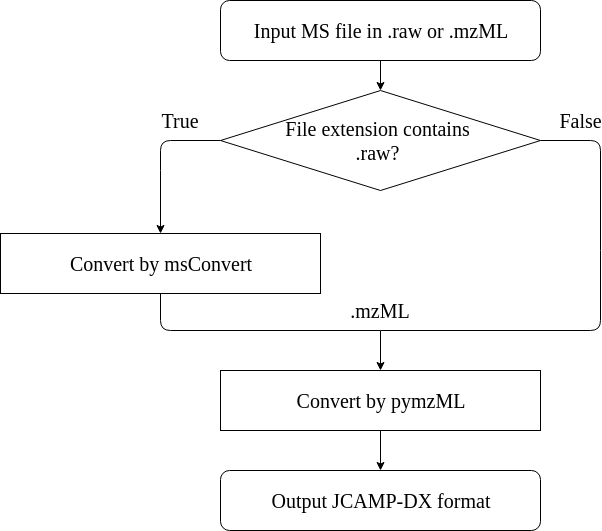 Input MS file in .raw or .mzML
True
False
File extension contains
.raw?
Convert by msConvert
.mzML
Convert by pymzML
Output JCAMP-DX format